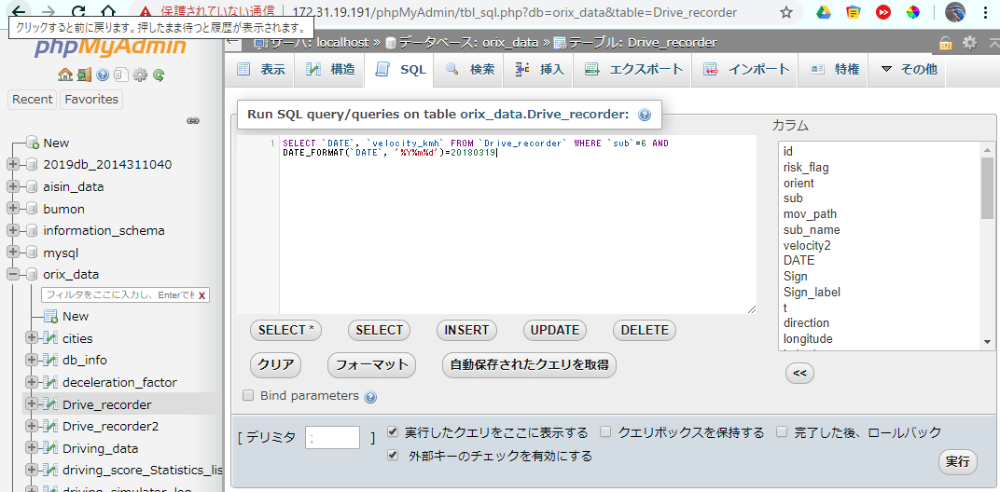 保護されていない通信 172.31.19.191/phpMyAdmin/tbl_sql.php?db=orix_data&table=Drive_recorder
クリックすると前に戻ります。押したまま待つと履歴が表示されます。
phpMyAdmin
サーバ: localhost » データベース: orix_data » テーブル: Drive_recorder
表示 構造 SQL 検索 挿入 エクスポート インポート 特権 その他
Recent Favorites
New
2019db_2014311040
aisin_data
bumon
information_schema
mysql
orix_data
フィルタをここに入力し、Enterで検 X
New
cities
db_info
deceleration_factor
Drive_recorder
Drive_recorder2
Driving_data
driving_score_Statistics_lis
driving_simulator_log
Run SQL query/queries on table orix_data.Drive_recorder:
1 SELECT `DATE`, `velocity_kmh` FROM `Drive_recorder` WHERE `sub`=6 AND
DATE_FORMAT(`DATE`, '%Y%m%d')=20180319
カラム
id
risk_flag
orient
sub
mov_path
sub_name
velocity2
DATE
Sign
Sign_label
t
direction
longitude
<<
SELECT * SELECT INSERT UPDATE DELETE
クリア フォーマット 自動保存されたクエリを取得
Bind parameters
[ デリミタ ; ] 実行したクエリをここに表示する クエリボックスを保持する 完了した後、ロールバック
外部キーのチェックを有効にする
実行